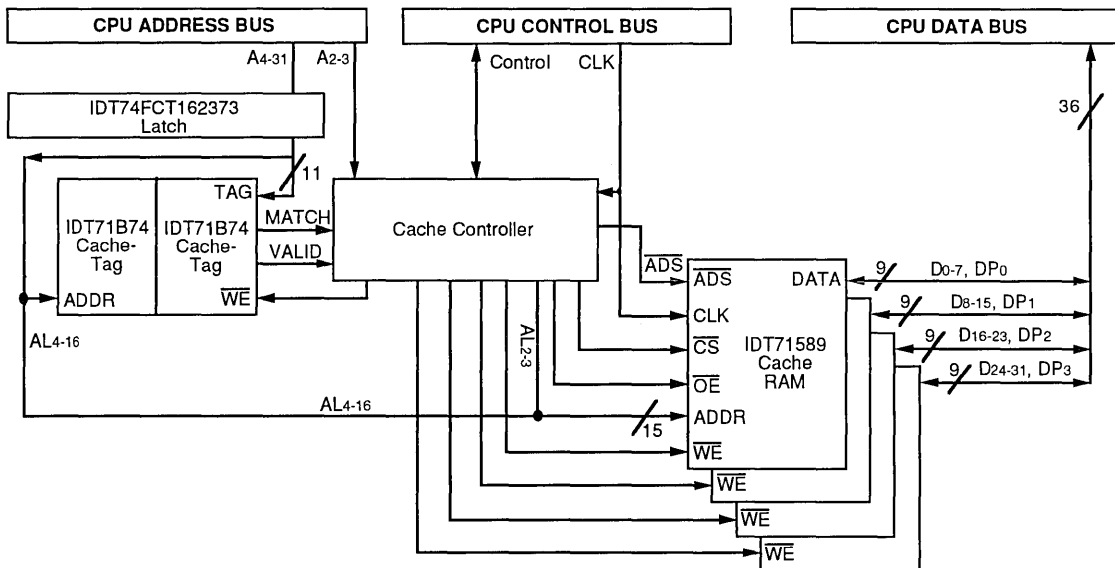 CPU ADDRESS BUS
CPU CONTROL BUS
CPU DATA BUS
A4-31
A2-3
Control
CLK
IDT74FCT162373
Latch
36
11
TAG
IDT71B74
Cache-
Tag
IDT71B74
Cache-
Tag
ADDR
WE
MATCH
VALID
Cache Controller
ADS
AL4-16
AL2-3
AL4-16
15
ADS
DATA
CLK
CS
OE
ADDR
WE
IDT71589
Cache
RAM
WE
WE
WE
9
D0-7, DP0
9
D8-15, DP1
9
D16-23, DP2
9
D24-31, DP3